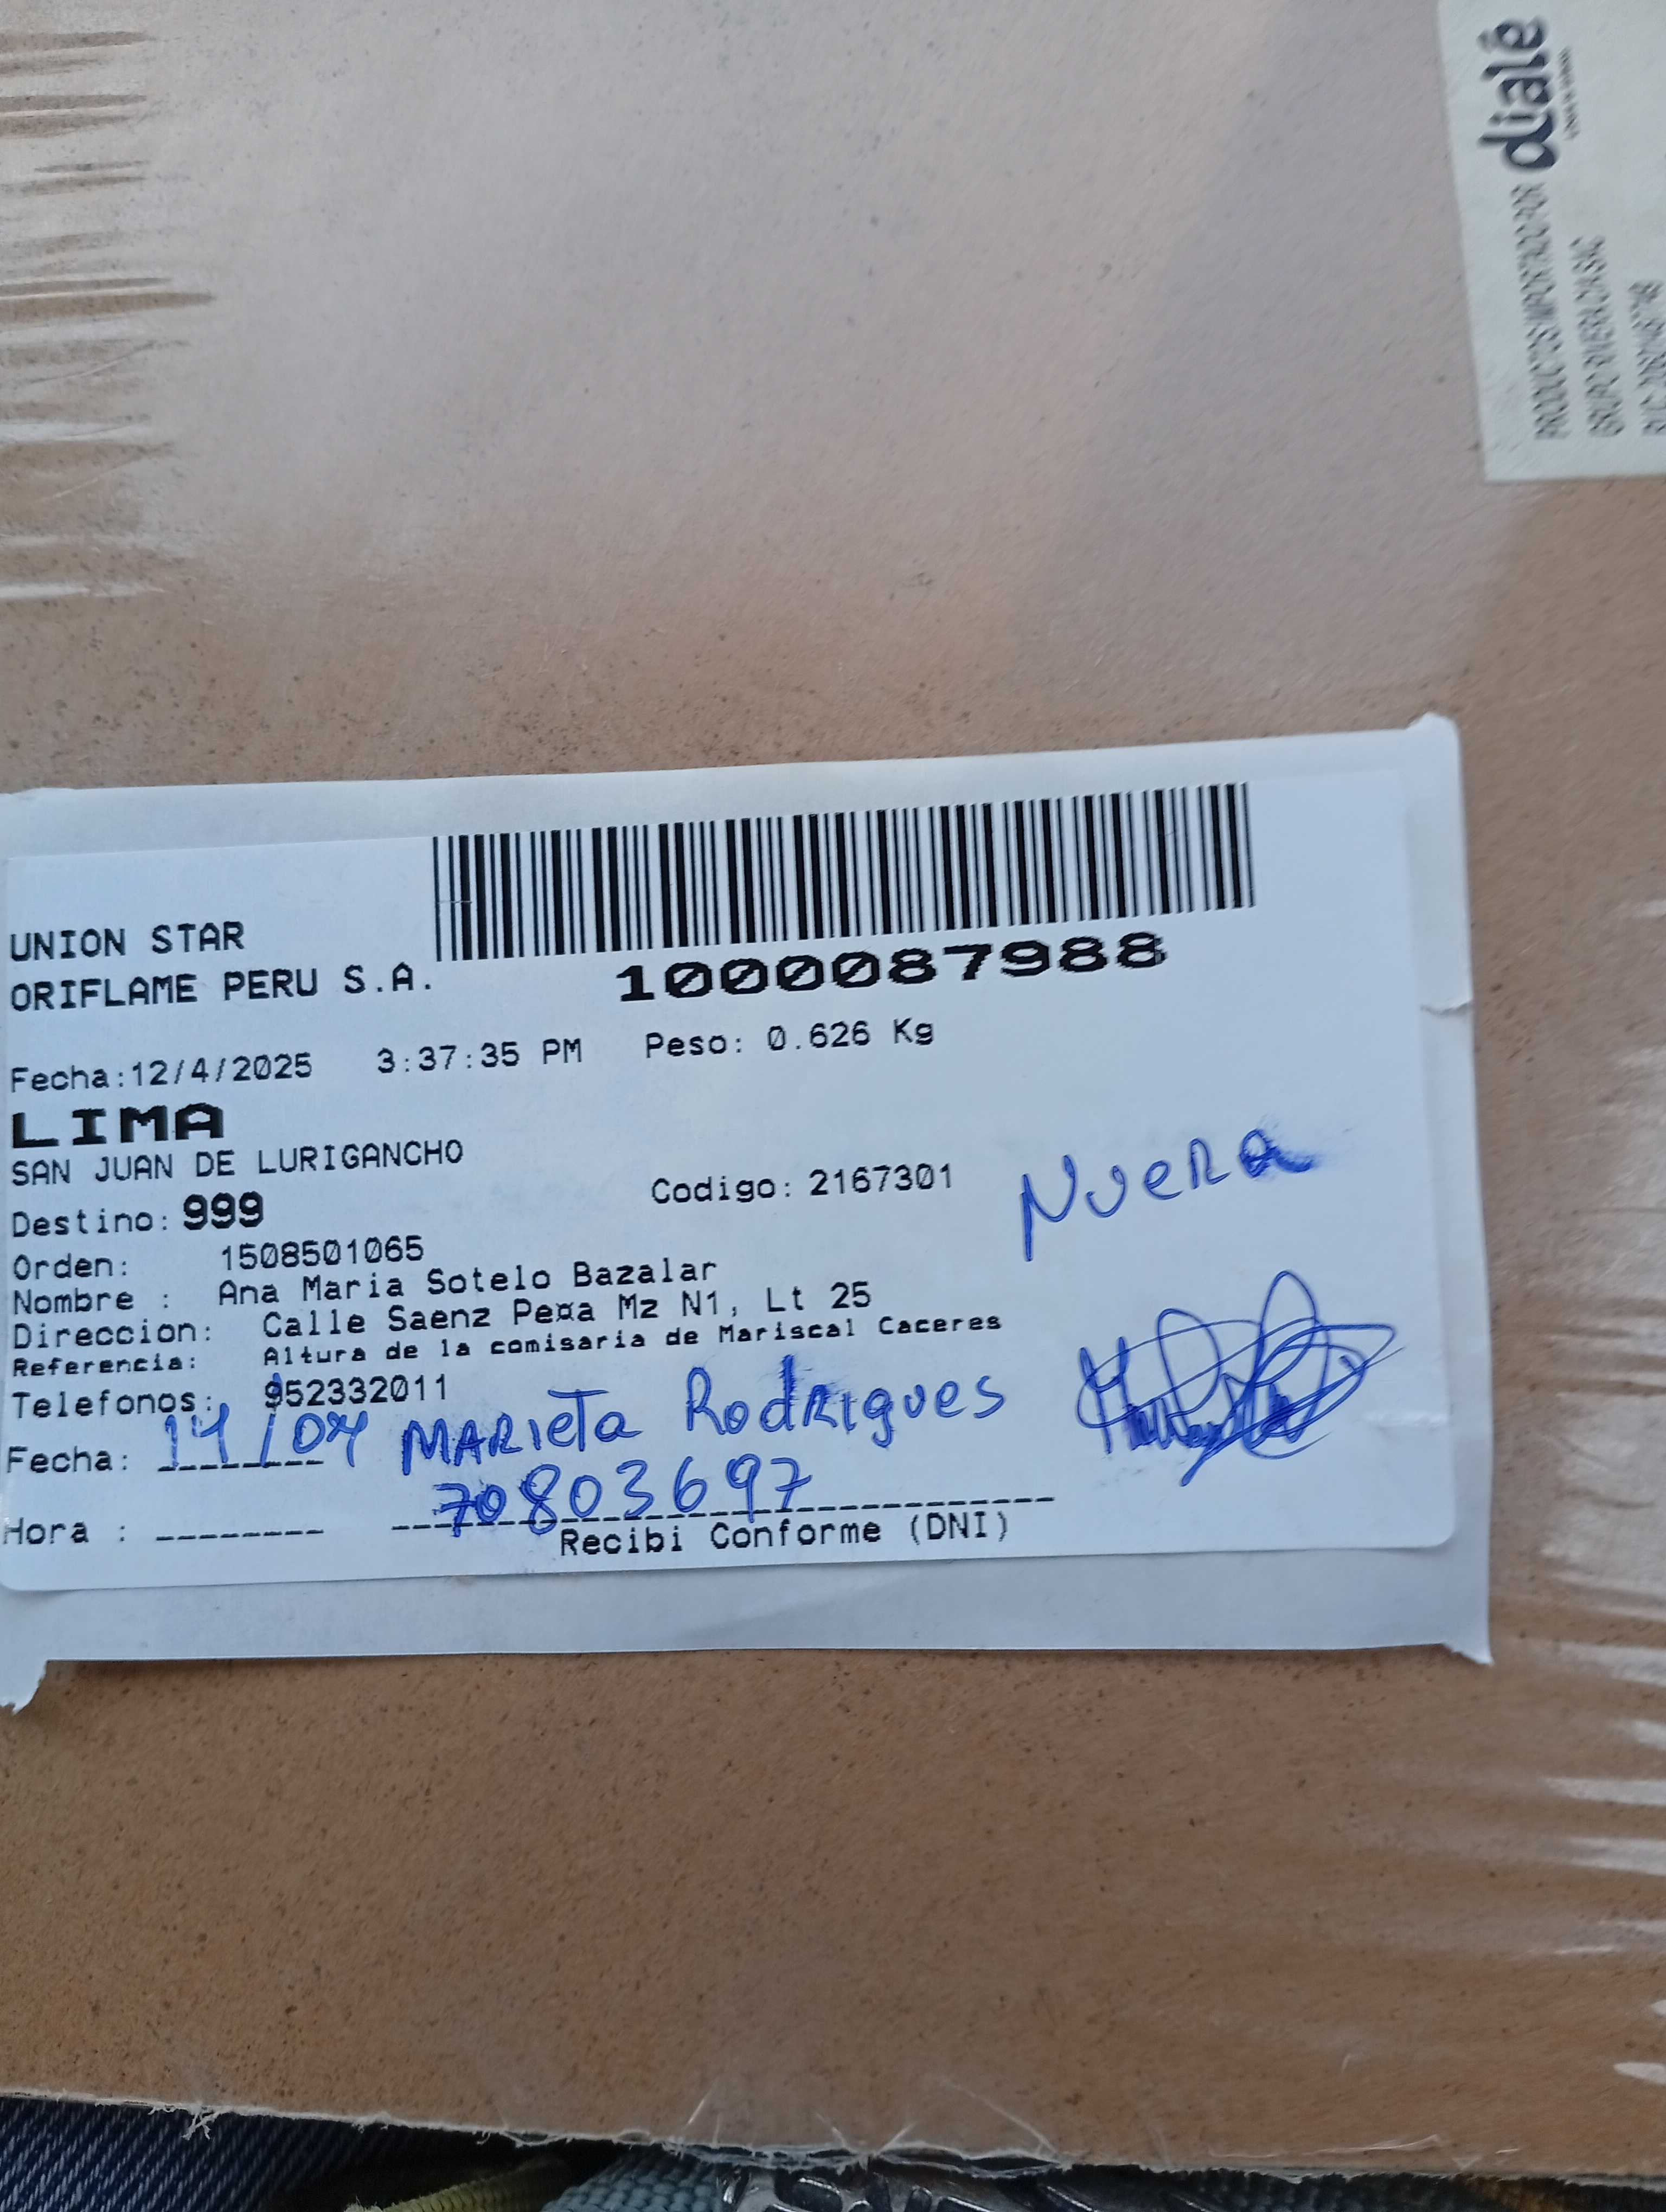 dialé
UNION STAR
ORIFLAME PERU S.A.
1000087988
Fecha:12/4/2025 3:37:35 PM Peso: 0.626 Kg
LIMA
SAN JUAN DE LURIGANCHO
Destino: 999 Codigo: 2167301
Nuera
Orden: 1508501065
Nombre : Ana Maria Sotelo Bazalar
Direccion: Calle Saenz Pe¤a Mz N1, Lt 25
Referencia: Altura de la comisaria de Mariscal Caceres
Telefonos: 952332011
Fecha: 14/04 MARIETA RodRIgues
70803697
Hora : -------- Recibi Conforme (DNI)